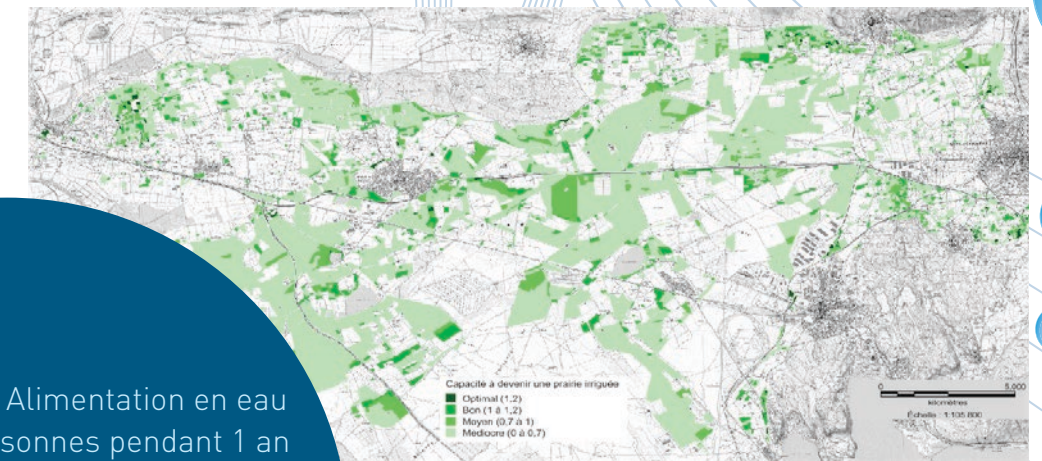 Capacité à devenir une prairie irriguée
Optimal (1,2)
Bon (1 à 1,2)
Moyen (0,7 à 1)
Médiocre (0 à 0,7)
0 5.000
kilomètres
Échelle : 1:105 800
Alimentation en eau
sonnes pendant 1 an